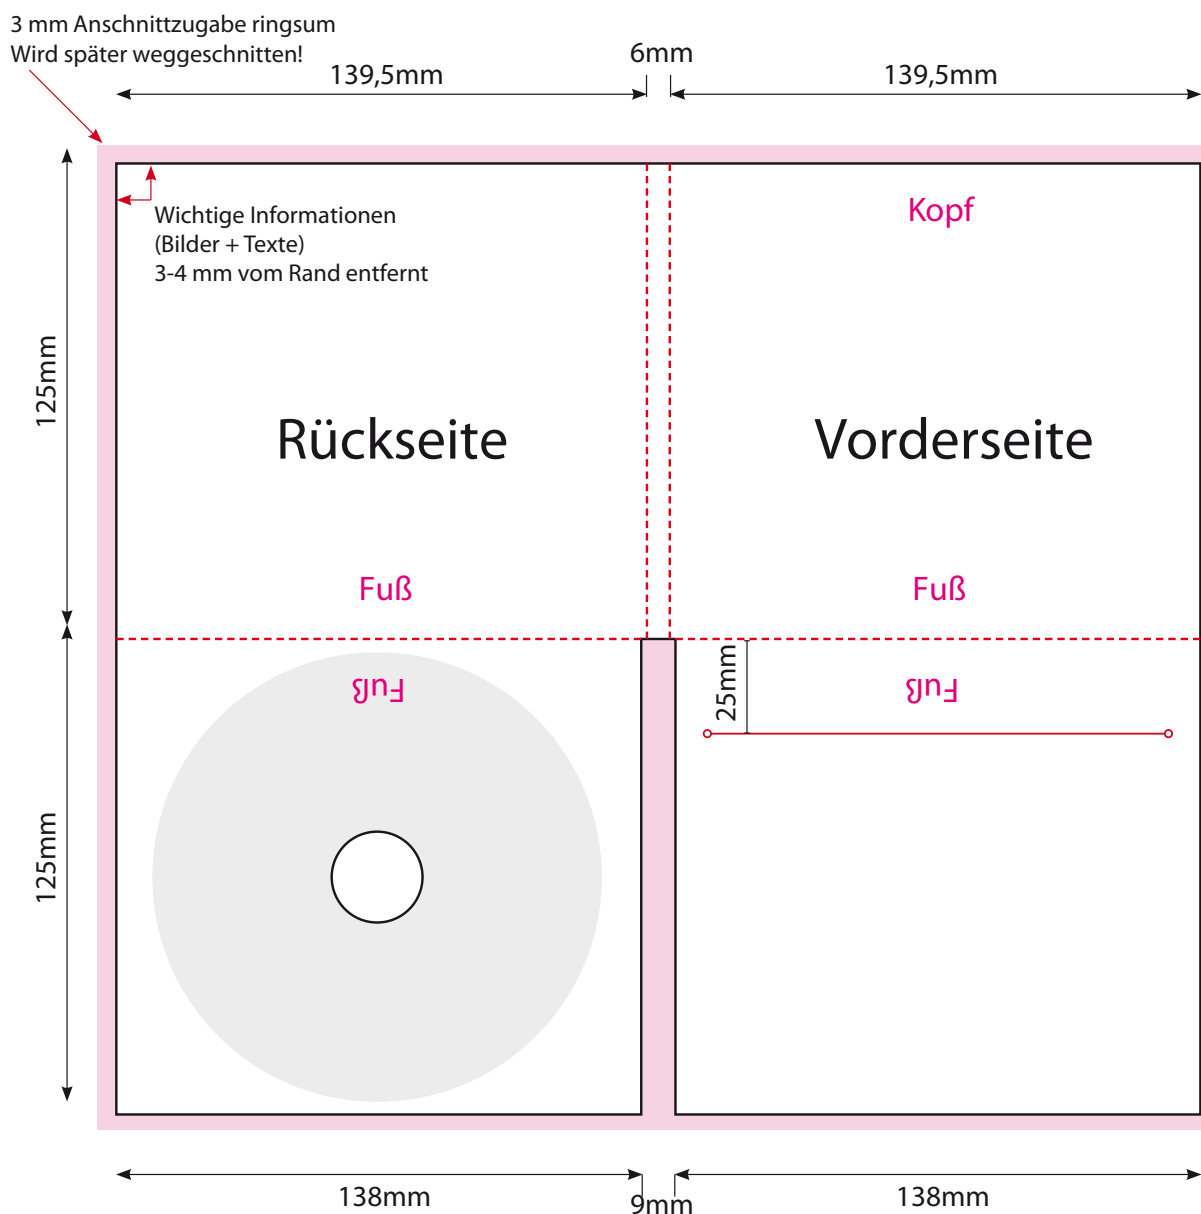 3 mm Anschnittzugabe ringsum
Wird später weggeschnitten!
139,5mm
6mm
139,5mm
Wichtige Informationen
(Bilder + Texte)
3-4 mm vom Rand entfernt
Kopf
125mm
Rückseite
Vorderseite
Fuß
Fuß
Fuß
25mm
Fuß
125mm
138mm
9mm
138mm